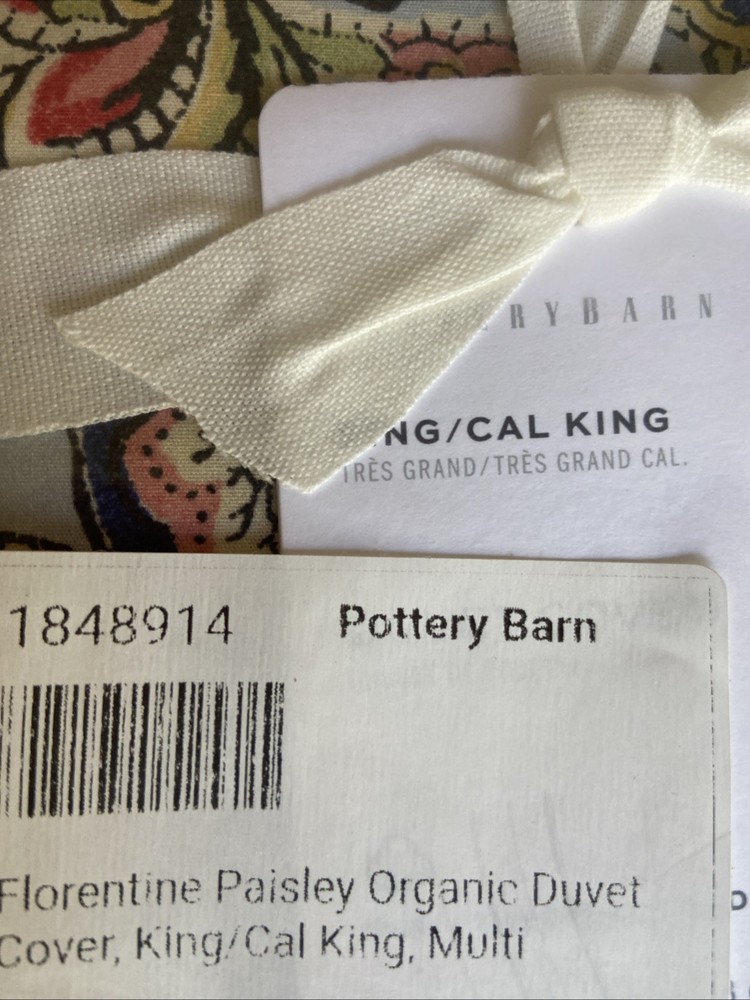 RYBARN
NG/CAL KING
TRÈS GRAND/TRÈS GRAND CAL.
1848914
Pottery Barn
Florentine Paisley Organic Duvet
Cover, King/Cal King, Multi